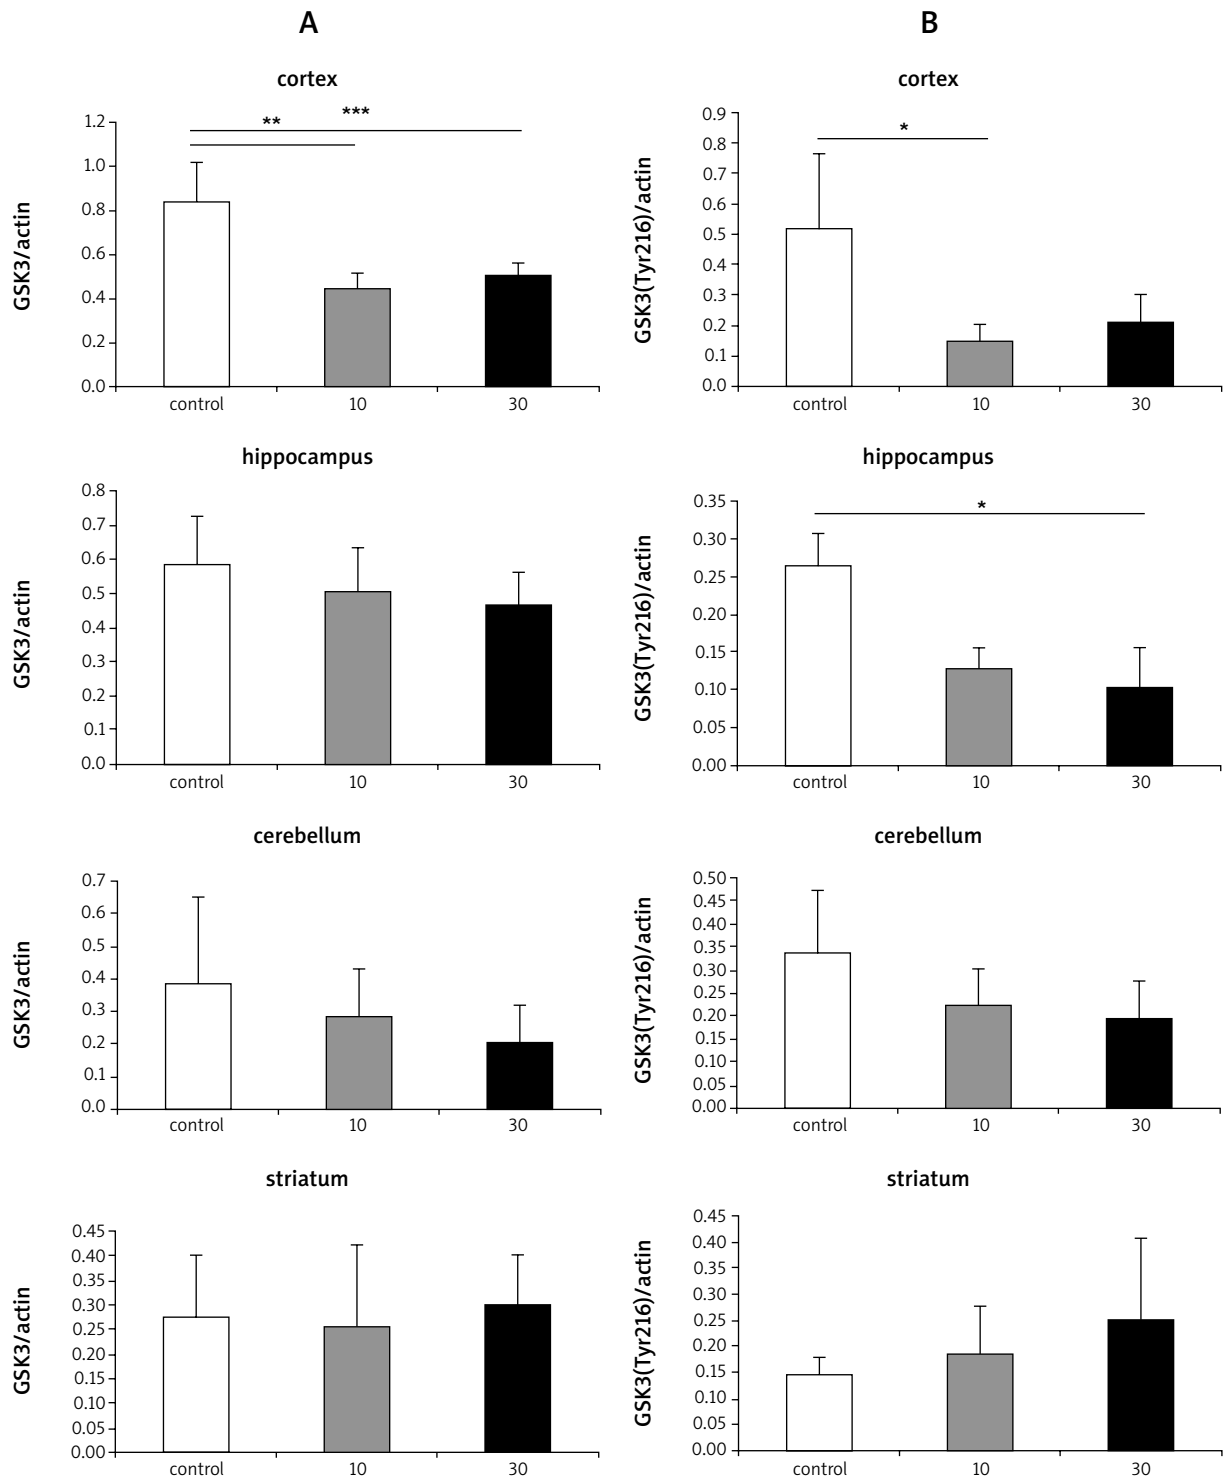 A
cortex
GSK3/actin
1.2
1.0
0.8
0.6
0.4
0.2
0.0
**
***
control 10 30
hippocampus
GSK3/actin
0.8
0.7
0.6
0.5
0.4
0.3
0.2
0.1
0.0
control 10 30
cerebellum
GSK3/actin
0.7
0.6
0.5
0.4
0.3
0.2
0.1
0.0
control 10 30
striatum
GSK3/actin
0.45
0.40
0.35
0.30
0.25
0.20
0.15
0.10
0.05
0.00
control 10 30
B
cortex
GSK3(Tyr216)/actin
0.9
0.8
0.7
0.6
0.5
0.4
0.3
0.2
0.1
0.0
*
control 10 30
hippocampus
GSK3(Tyr216)/actin
0.35
0.30
0.25
0.20
0.15
0.10
0.05
0.00
*
control 10 30
cerebellum
GSK3(Tyr216)/actin
0.50
0.45
0.40
0.35
0.30
0.25
0.20
0.15
0.10
0.05
0.00
control 10 30
striatum
GSK3(Tyr216)/actin
0.45
0.40
0.35
0.30
0.25
0.20
0.15
0.10
0.05
0.00
control 10 30